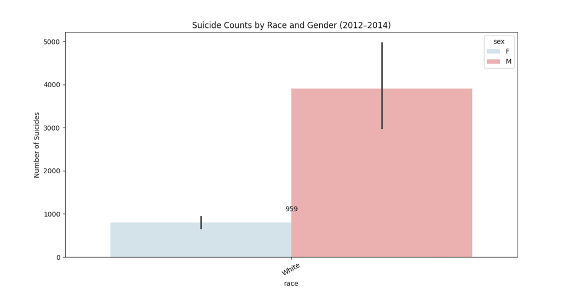 Suicide Counts by Race and Gender (2012–2014)
sex
F
M
5000
4000
3000
2000
1000
0
Number of Suicides
959
White
race